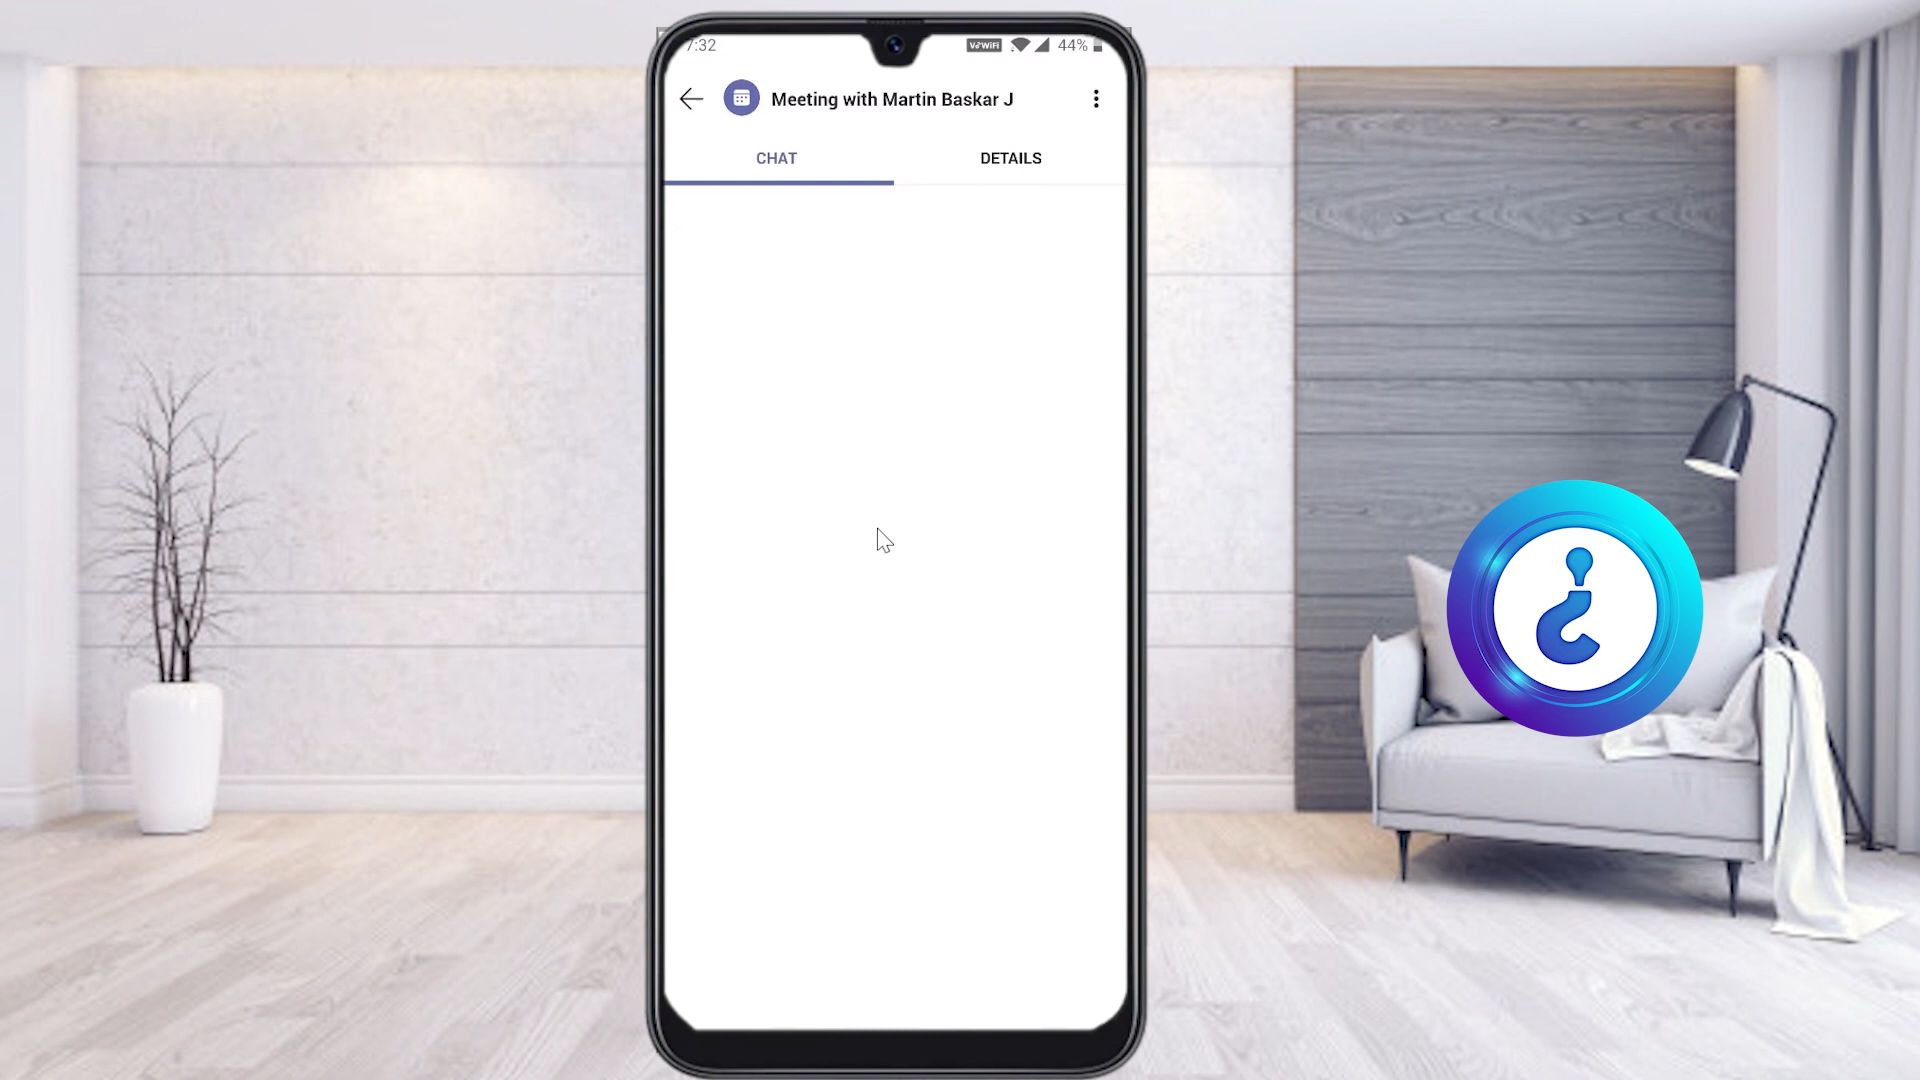 7:32
VoWiFi
44%
Meeting with Martin Baskar J
CHAT
DETAILS